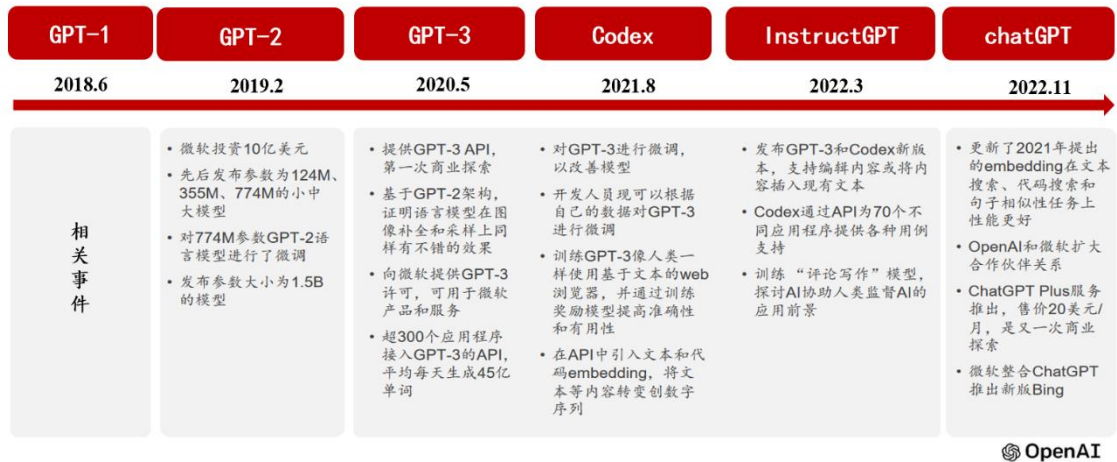 GPT-1
GPT-2
GPT-3
Codex
InstructGPT
chatGPT
2018.6
2019.2
2020.5
2021.8
2022.3
2022.11
相关事件
• 微软投资10亿美元
• 先后发布参数为124M、
355M、774M的小中
大模型
• 对774M参数GPT-2语
言模型进行了微调
• 发布参数大小为1.5B
的模型
• 提供GPT-3 API,
第一次商业探索
• 基于GPT-2架构,
证明语言模型在图
像补全和采样上同
样有不错的效果
• 向微软提供GPT-3
许可,可用于微软
产品和服务
• 超300个应用程序
接入GPT-3的API,
平均每天生成45亿
单词
• 对GPT-3进行微调,
以改善模型
• 开发人员现可以根据
自己的数据对GPT-3
进行微调
• 训练GPT-3像人类一
样使用基于文本的web
浏览器,并通过训练
奖励模型提高准确性
和有用性
• 在API中引入文本和代
码embedding,将文
本等内容转变创数字
序列
• 发布GPT-3和Codex新版
本,支持编辑内容或将内
容插入现有文本
• Codex通过API为70个不
同应用程序提供各种用例
支持
• 训练“评论写作”模型,
探讨AI协助人类监督AI的
应用前景
• 更新了2021年提出
的embedding在文本
搜索、代码搜索和
句子相似性任务上
性能更好
• OpenAI和微软扩大
合作伙伴关系
• ChatGPT Plus服务
推出,售价20美元/
月,是又一次商业
探索
• 微软整合ChatGPT
推出新版Bing
OpenAI